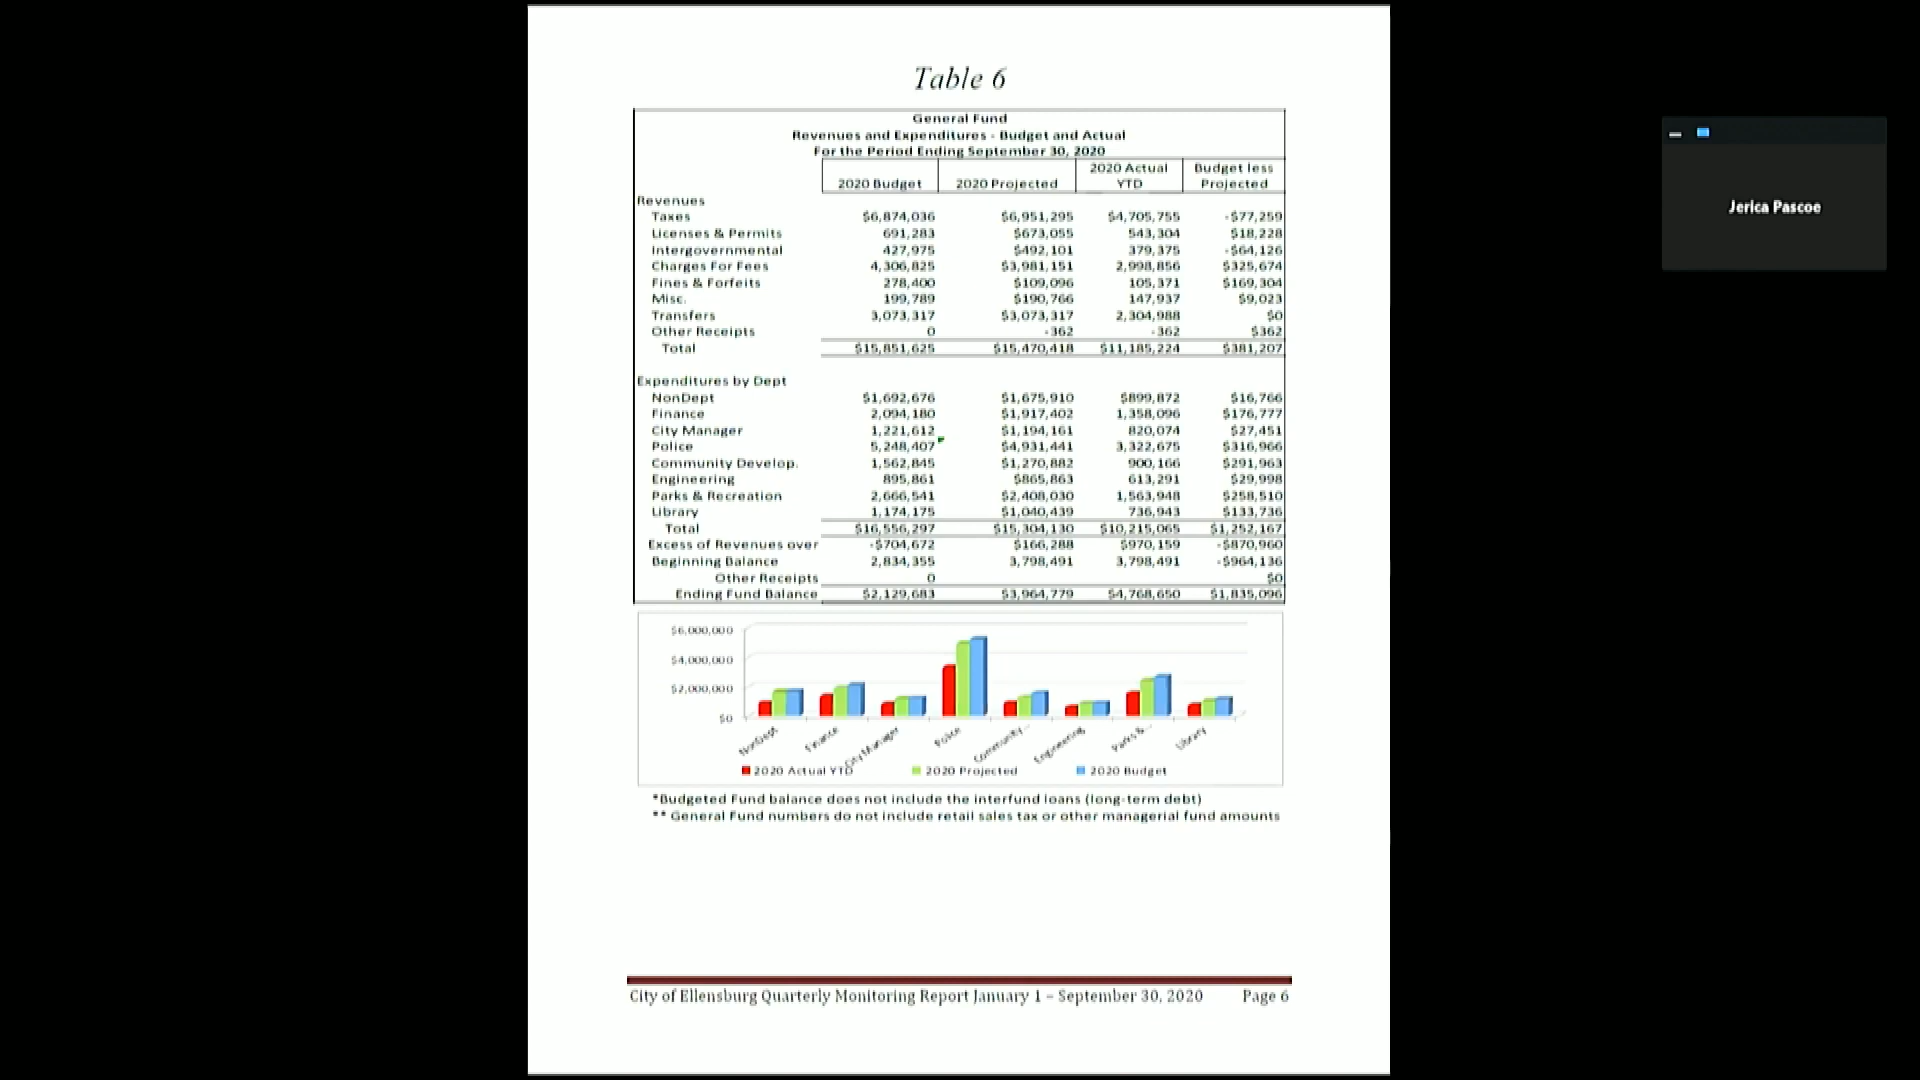 Table 6
General Fund
Revenues and Expenditures - Budget and Actual
For the Period Ending September 30, 2020
2020 Budget 2020 Projected 2020 Actual YTD Budget less Projected
Revenues
Taxes $6,874,036 $6,951,295 $4,705,755 -$77,259
Licenses & Permits 691,283 $673,055 543,304 $18,228
Intergovernmental 427,975 $492,101 379,375 -$64,126
Charges For Fees 4,306,825 $3,981,151 2,998,856 $325,674
Fines & Forfeits 278,400 $109,096 105,371 $169,304
Misc. 199,789 $190,766 147,937 $9,023
Transfers 3,073,317 $3,073,317 2,304,988 $0
Other Receipts 0 -362 -362 $362
Total $15,851,625 $15,470,418 $11,185,224 $381,207
Expenditures by Dept
NonDept $1,692,676 $1,675,910 $899,872 $16,766
Finance 2,094,180 $1,917,402 1,358,096 $176,777
City Manager 1,221,612 $1,194,161 820,074 $27,451
Police 5,248,407 $4,931,441 3,322,675 $316,966
Community Develop. 1,562,845 $1,270,882 900,166 $291,963
Engineering 895,861 $865,863 613,291 $29,998
Parks & Recreation 2,666,541 $2,408,030 1,563,948 $258,510
Library 1,174,175 $1,040,439 736,943 $133,736
Total $16,556,297 $15,304,130 $10,215,065 $1,252,167
Excess of Revenues over -$704,672 $166,288 $970,159 -$870,960
Beginning Balance 2,834,355 3,798,491 3,798,491 -$964,136
Other Receipts 0 $0
Ending Fund Balance $2,129,683 $3,964,779 $4,768,650 $1,835,096
$6,000,000
$4,000,000
$2,000,000
$0
NonDept Finance City Manager Police Community... Engineering Parks &... Library
2020 Actual YTD 2020 Projected 2020 Budget
*Budgeted Fund balance does not include the interfund loans (long-term debt)
** General Fund numbers do not include retail sales tax or other managerial fund amounts
City of Ellensburg Quarterly Monitoring Report January 1 – September 30, 2020 Page 6
Jerica Pascoe